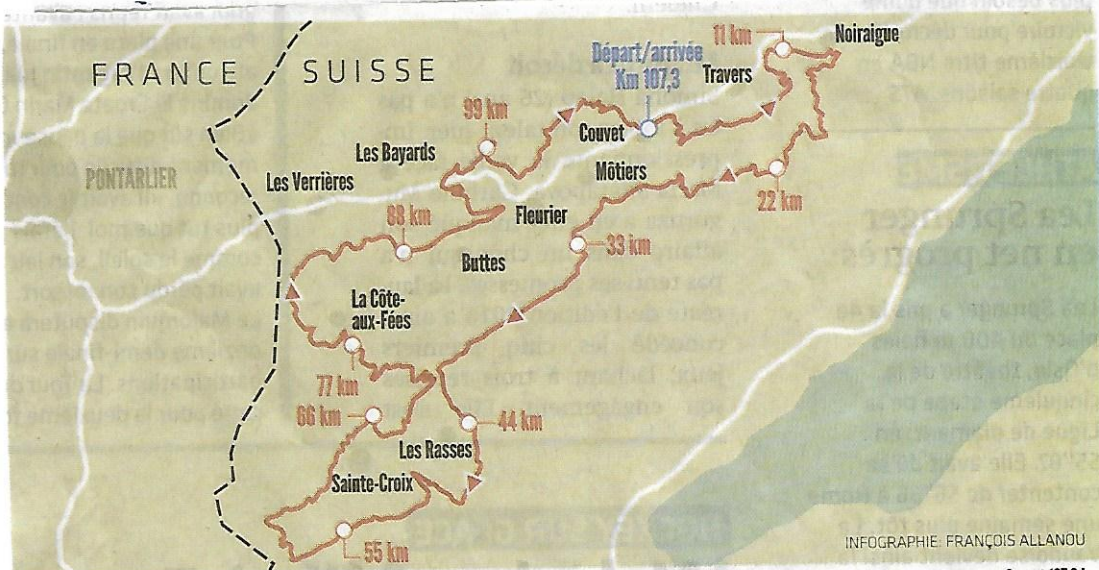 FRANCE
SUISSE
PONTARLIER
Départ/arrivée
Km 107,3
11 km
Noiraigue
Travers
99 km
Couvet
Les Bayards
Môtiers
Les Verrières
22 km
Fleurier
88 km
33 km
Buttes
La Côte-
aux-Fées
77 km
66 km
44 km
Les Rasses
Sainte-Croix
55 km
INFOGRAPHIE: FRANÇOIS ALLANOU